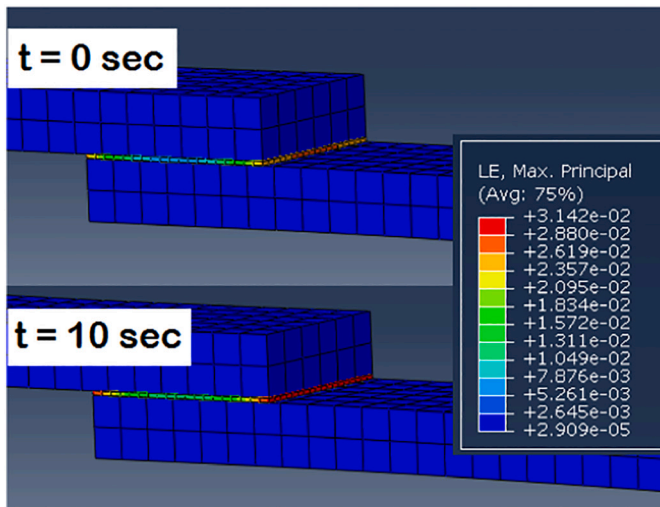 t = 0 sec
LE, Max. Principal
(Avg: 75%)
+3.142e-02
+2.880e-02
+2.619e-02
+2.357e-02
+2.095e-02
+1.834e-02
+1.572e-02
+1.311e-02
+1.049e-02
+7.876e-03
+5.261e-03
+2.645e-03
+2.909e-05
t = 10 sec